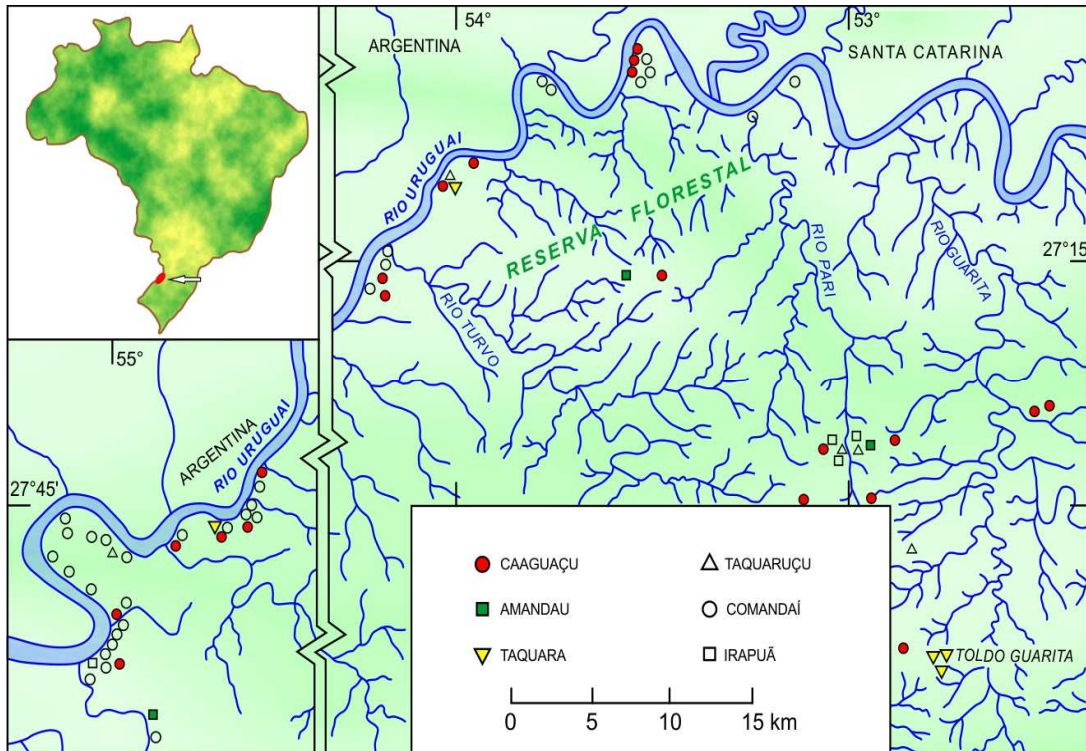 54°
53°
ARGENTINA
SANTA CATARINA
RIO URUGUAI
RESERVA FLORESTAL
27°15'
RIO PARI
RIO GUARITA
RIO TURVO
55°
ARGENTINA
RIO URUGUAI
27°45'
CAAGUAÇU
TAQUARUÇU
AMANDAU
COMANDAÍ
TAQUARA
IRAPUÃ
TOLDO GUARITA
0 5 10 15 km